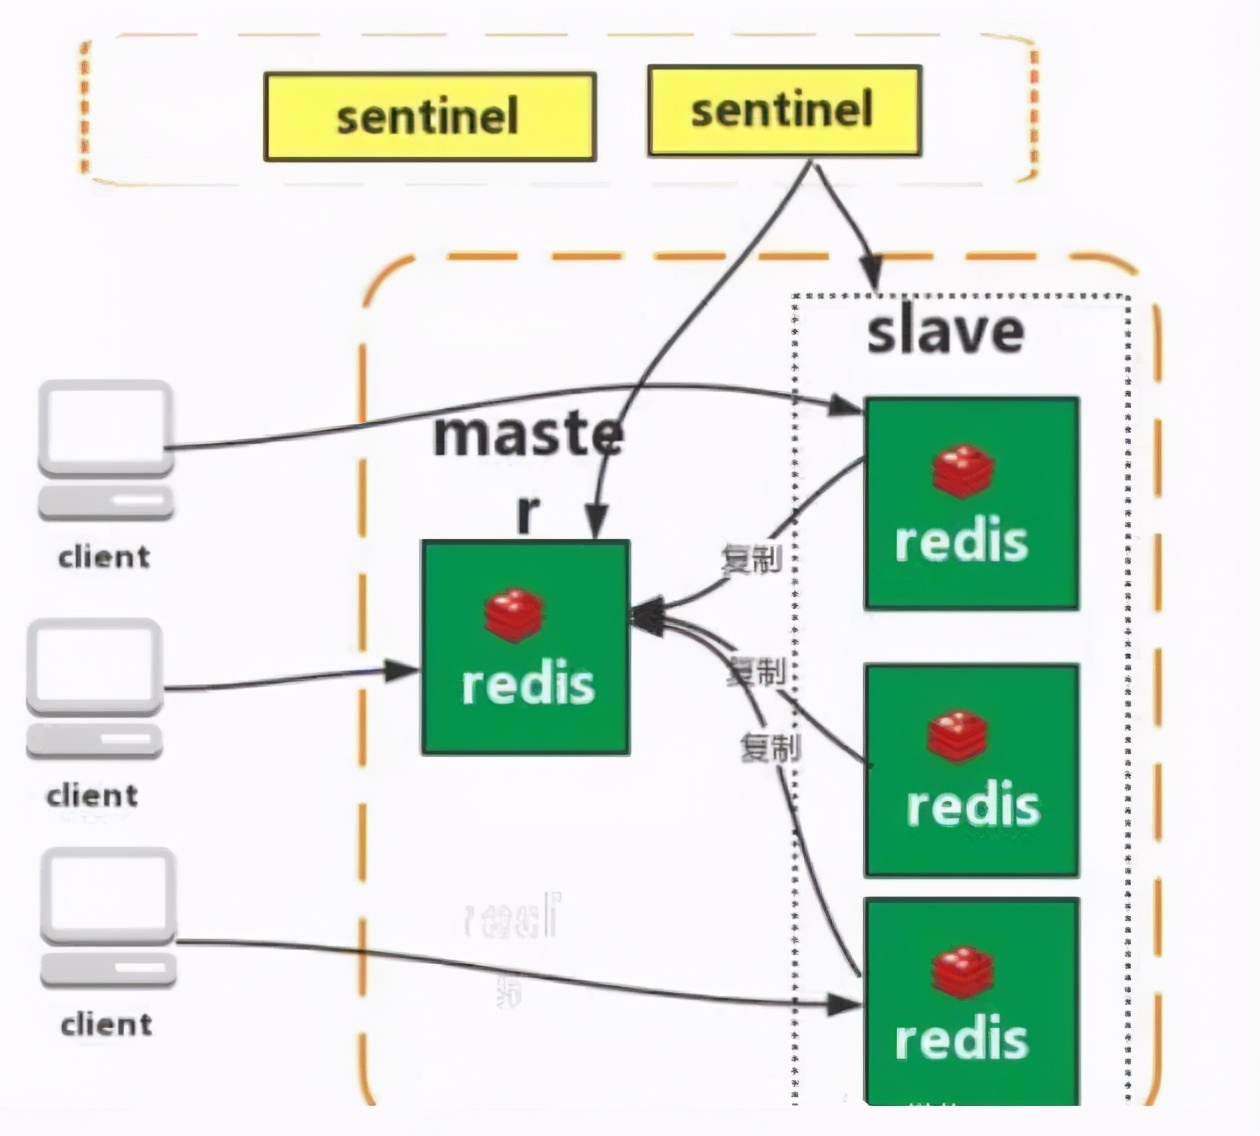 sentinel
sentinel
slave
maste
r
redis
复制
client
redis
复制
client
复制
redis
redis
client